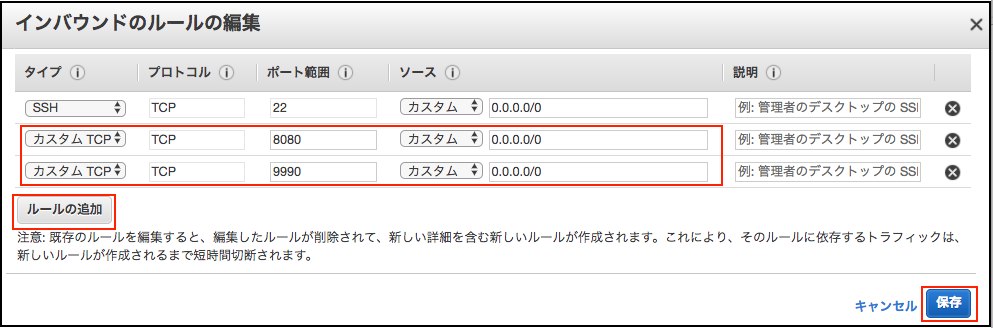 インバウンドのルールの編集
タイプ プロトコル ポート範囲 ソース 説明
SSH TCP 22 カスタム 0.0.0.0/0 例: 管理者のデスクトップの SSI
カスタム TCP TCP 8080 カスタム 0.0.0.0/0 例: 管理者のデスクトップの SSI
カスタム TCP TCP 9990 カスタム 0.0.0.0/0 例: 管理者のデスクトップの SSI
ルールの追加
注意: 既存のルールを編集すると、編集したルールが削除されて、新しい詳細を含む新しいルールが作成されます。これにより、そのルールに依存するトラフィックは、
新しいルールが作成されるまで短時間切断されます。
キャンセル 保存